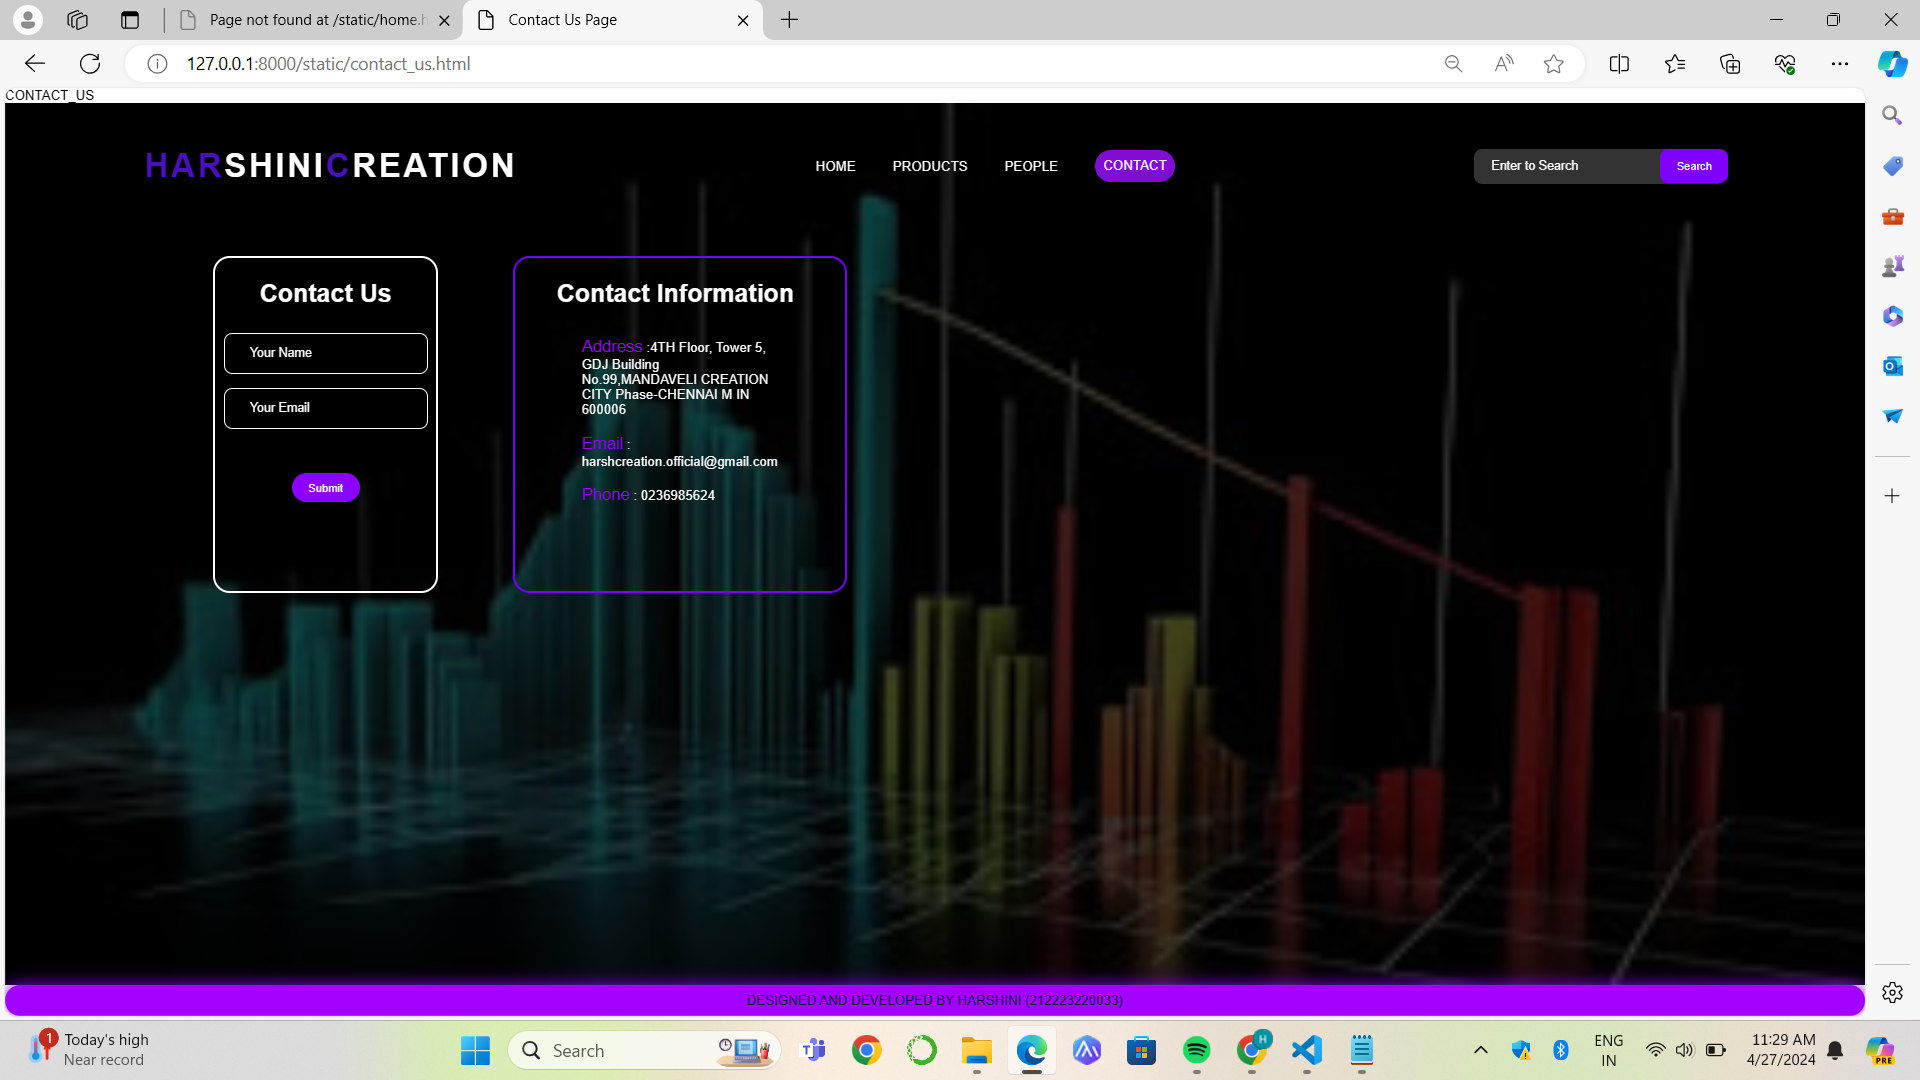 Page not found at /static/home.h
Contact Us Page
127.0.0.1:8000/static/contact_us.html
CONTACT_US
HARSHINICREATION
HOME
PRODUCTS
PEOPLE
CONTACT
Enter to Search
Search
Contact Us
Your Name
Your Email
Submit
Contact Information
Address :4TH Floor, Tower 5,
GDJ Building
No.99,MANDAVELI CREATION
CITY Phase-CHENNAI M IN
600006
Email :
harshcreation.official@gmail.com
Phone : 0236985624
DESIGNED AND DEVELOPED BY HARSHINI (212223220033)
1
Today's high
Near record
Search
H
ENG
IN
11:29 AM
4/27/2024
PRE